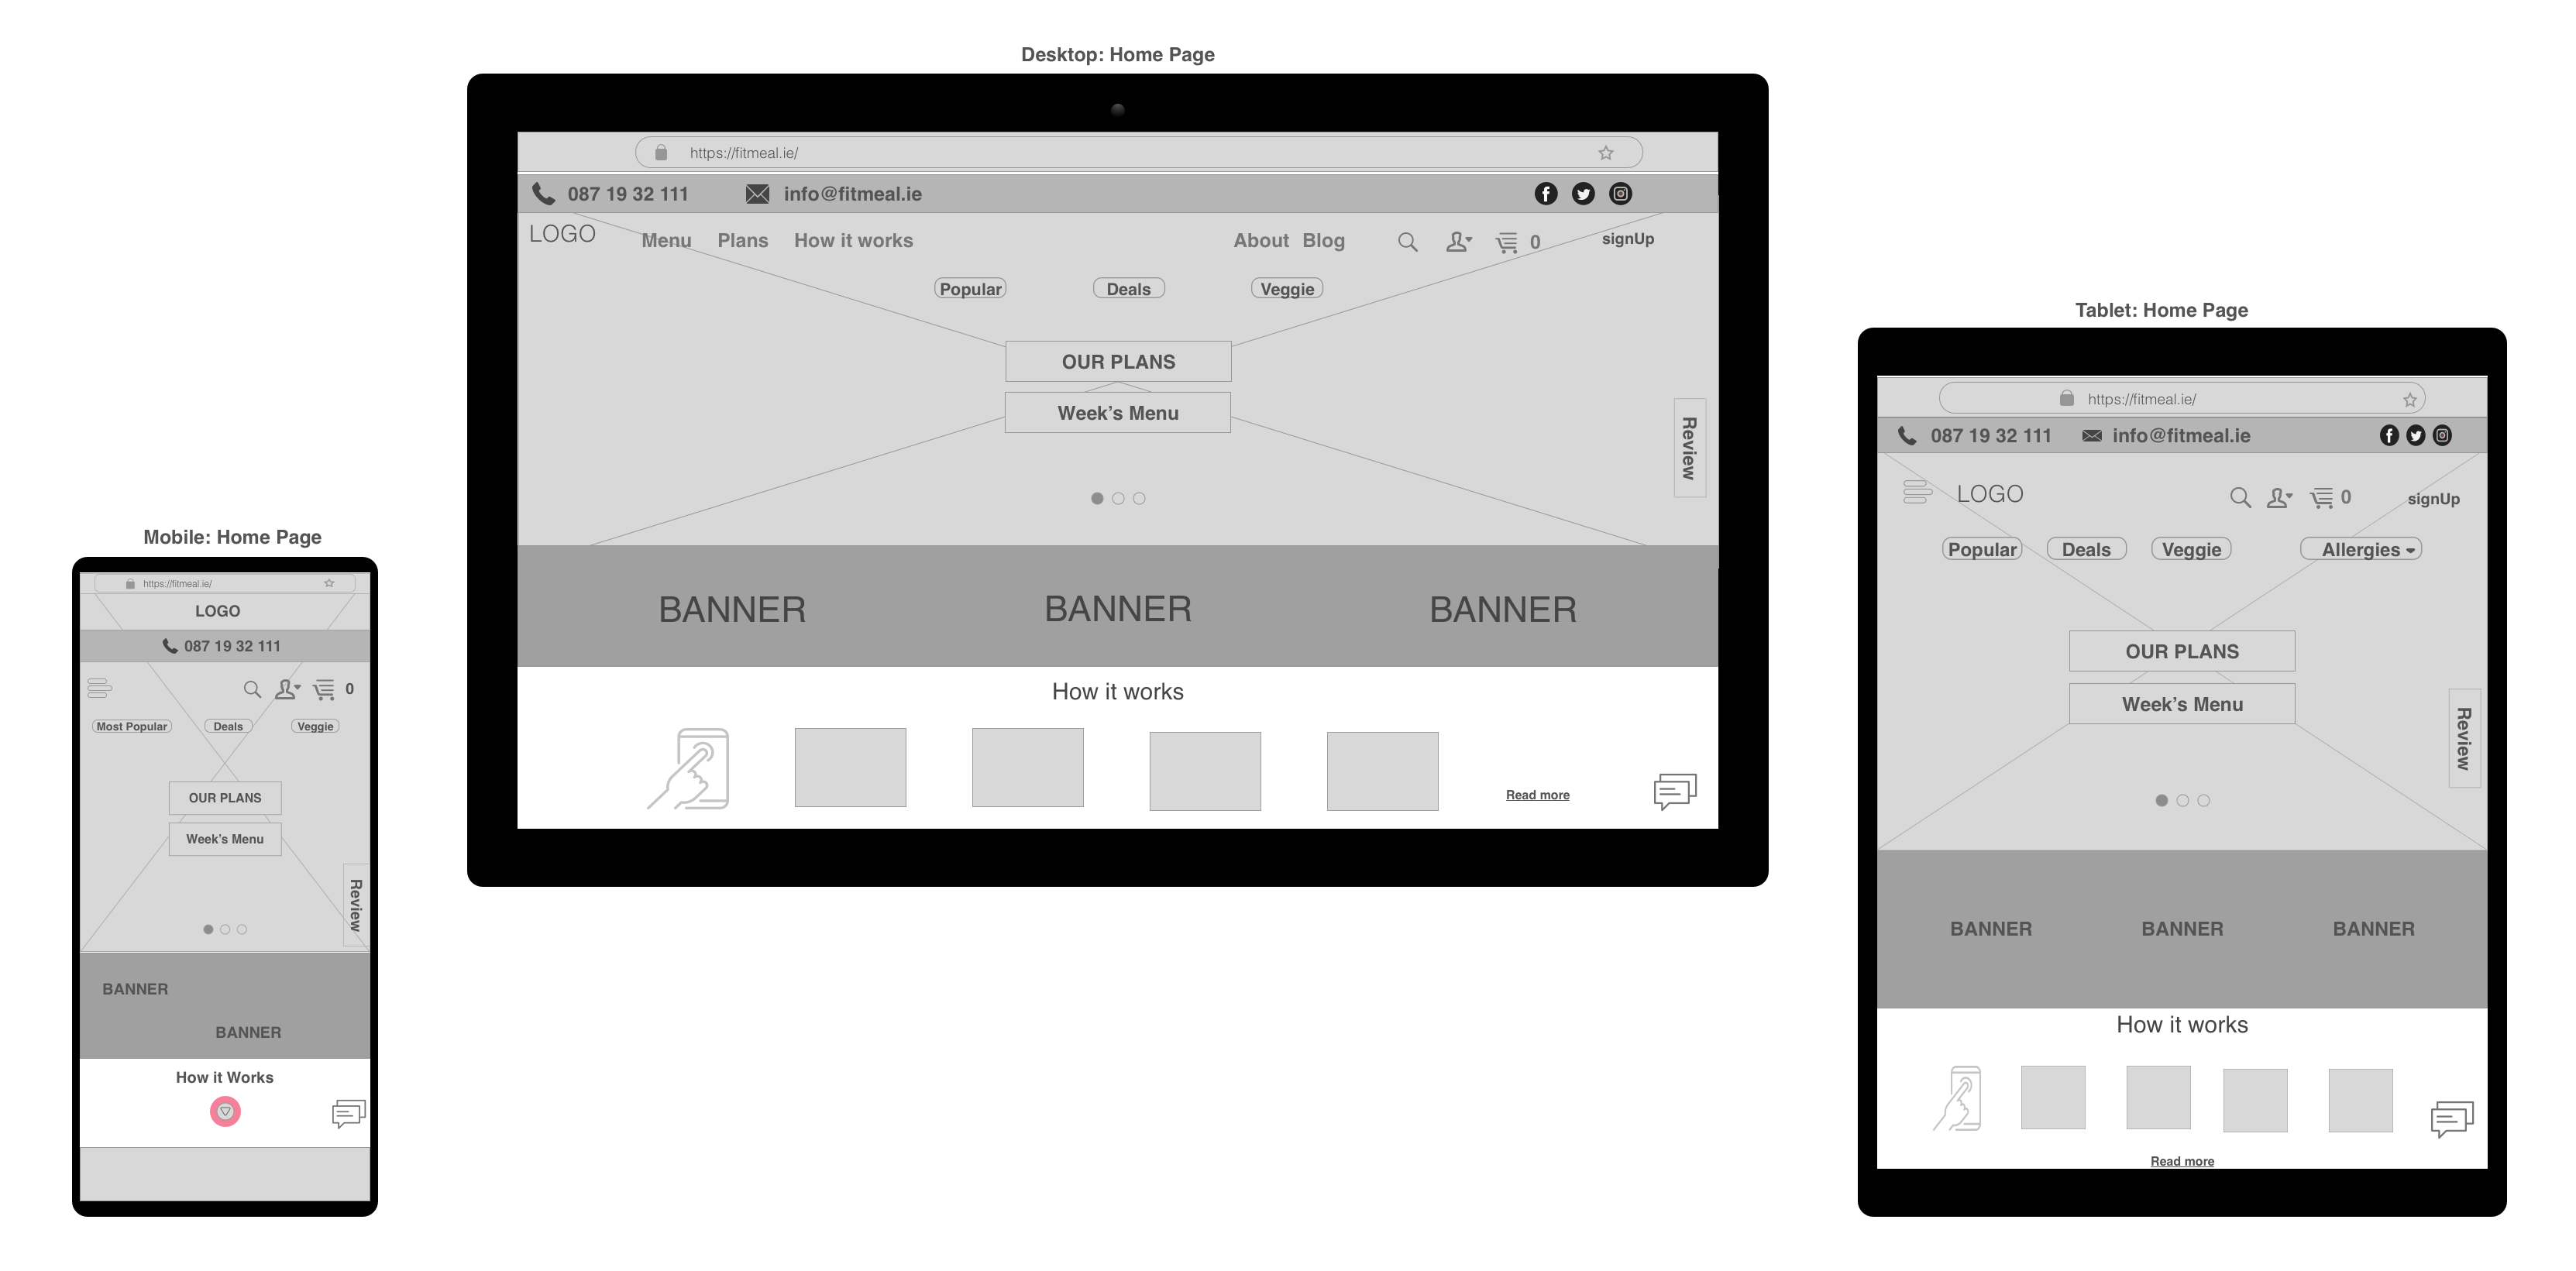 Desktop: Home Page
https://fitmeal.ie/
087 19 32 111 info@fitmeal.ie
LOGO Menu Plans How it works About Blog 0 signUp
Popular Deals Veggie
OUR PLANS
Week's Menu
Review
BANNER BANNER BANNER
How it works
Read more
Tablet: Home Page
https://fitmeal.ie/
087 19 32 111 info@fitmeal.ie
LOGO 0 signUp
Popular Deals Veggie Allergies
OUR PLANS
Week's Menu
Review
BANNER BANNER BANNER
How it works
Read more
Mobile: Home Page
https://fitmeal.ie/
LOGO
087 19 32 111
0
Most Popular Deals Veggie
OUR PLANS
Week's Menu
Review
BANNER
BANNER
How it Works